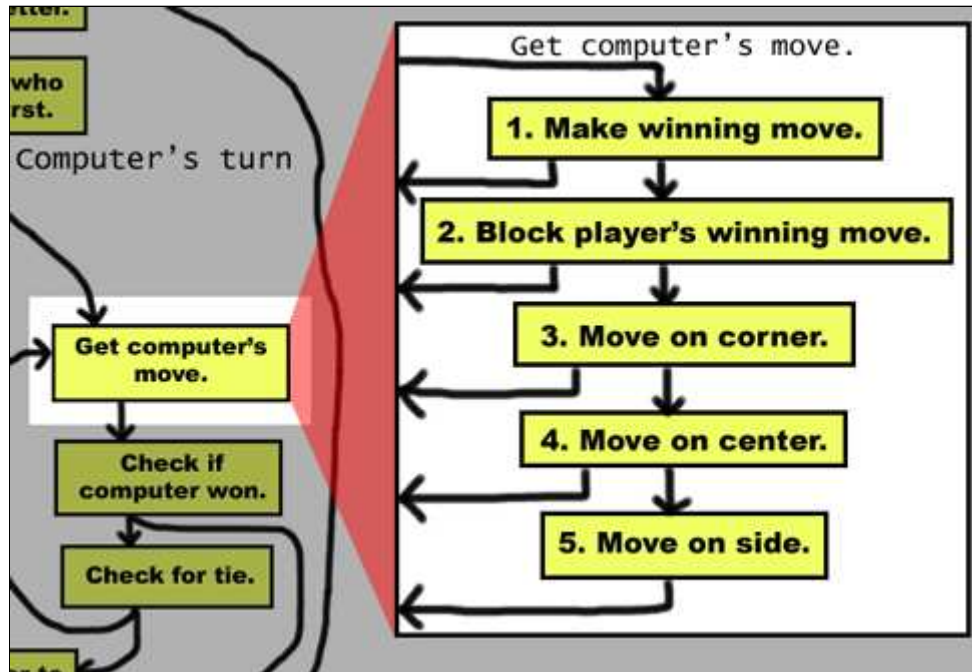 etter.
who
rst.
Computer's turn
Get computer's
move.
Check if
computer won.
Check for tie.
Get computer's move.
1. Make winning move.
2. Block player's winning move.
3. Move on corner.
4. Move on center.
5. Move on side.